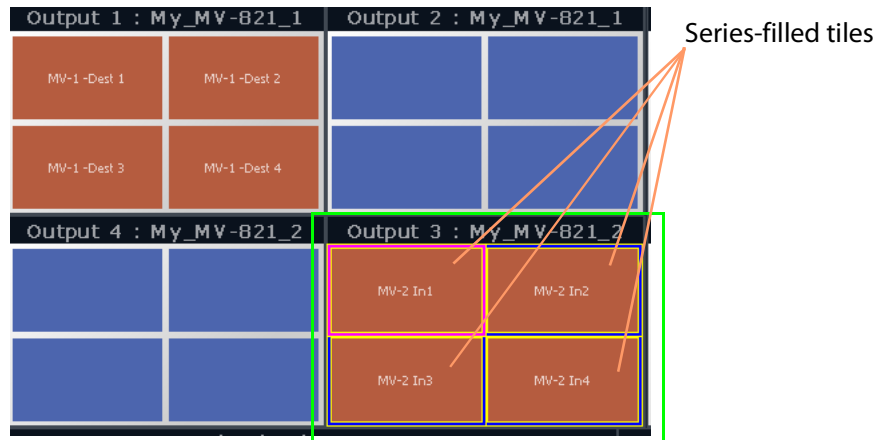 Output 1 : My_MV-821_1
Output 2 : My_MV-821_1
Series-filled tiles
MV-1 -Dest 1
MV-1 -Dest 2
MV-1 -Dest 3
MV-1 -Dest 4
Output 4 : My_MV-821_2
Output 3 : My_MV-821_2
MV-2 In1
MV-2 In2
MV-2 In3
MV-2 In4